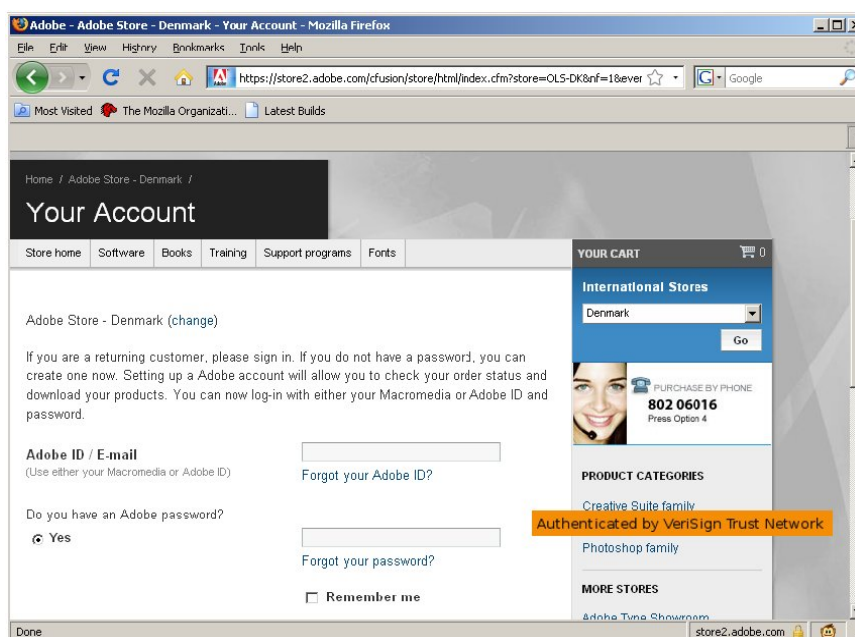 Adobe - Adobe Store - Denmark - Your Account - Mozilla Firefox
File Edit View History Bookmarks Tools Help
https://store2.adobe.com/cfusion/store/html/index.cfm?store=OLS-DK&nf=1&ever
Google
Most Visited The Mozilla Organizati... Latest Builds
Home / Adobe Store - Denmark /
Your Account
Store home Software Books Training Support programs Fonts
YOUR CART 0
International Stores
Denmark
Go
PURCHASE BY PHONE
802 06016
Press Option 4
Adobe Store - Denmark (change)
If you are a returning customer, please sign in. If you do not have a password, you can
create one now. Setting up a Adobe account will allow you to check your order status and
download your products. You can now log-in with either your Macromedia or Adobe ID and
password.
Adobe ID / E-mail
(Use either your Macromedia or Adobe ID)
Forgot your Adobe ID?
Do you have an Adobe password?
Yes
Forgot your password?
Remember me
PRODUCT CATEGORIES
Creative Suite family
Authenticated by VeriSign Trust Network
Photoshop family
MORE STORES
Adobe Type Showroom
Done
store2.adobe.com